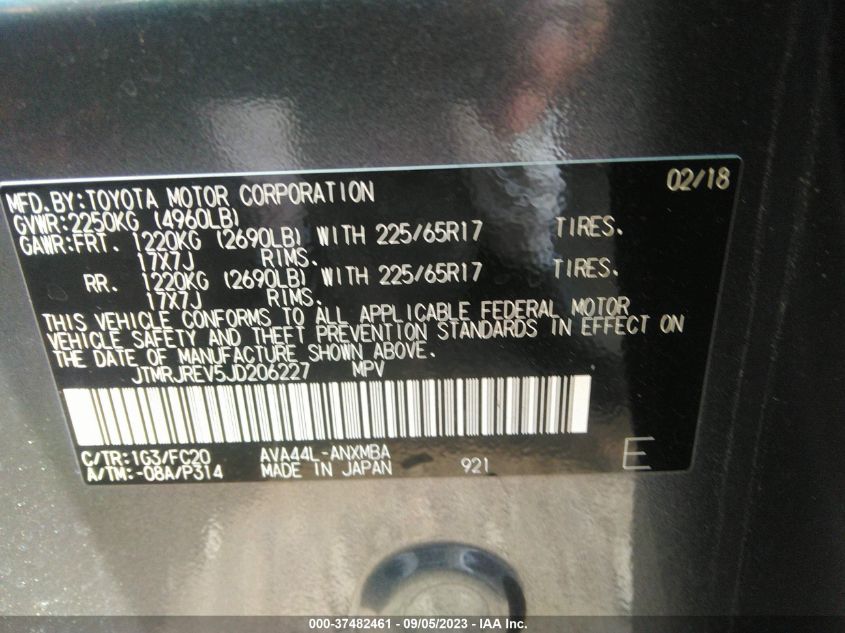 MFD.BY:TOYOTA MOTOR CORPORATION 02/18
GVWR:2250KG (4960LB)
GAWR:FRT. 1220KG (2690LB) WITH 225/65R17 TIRES.
17X7J RIMS.
RR. 1220KG (2690LB) WITH 225/65R17 TIRES.
17X7J RIMS.
THIS VEHICLE CONFORMS TO ALL APPLICABLE FEDERAL MOTOR
VEHICLE SAFETY AND THEFT PREVENTION STANDARDS IN EFFECT ON
THE DATE OF MANUFACTURE SHOWN ABOVE.
JTMRJREV5JD206227 MPV
C/TR:1G3/FC20 AVA44L-ANXMBA
A/TM:-08A/P314 MADE IN JAPAN 921 E
000-37482461 - 09/05/2023 - IAA Inc.